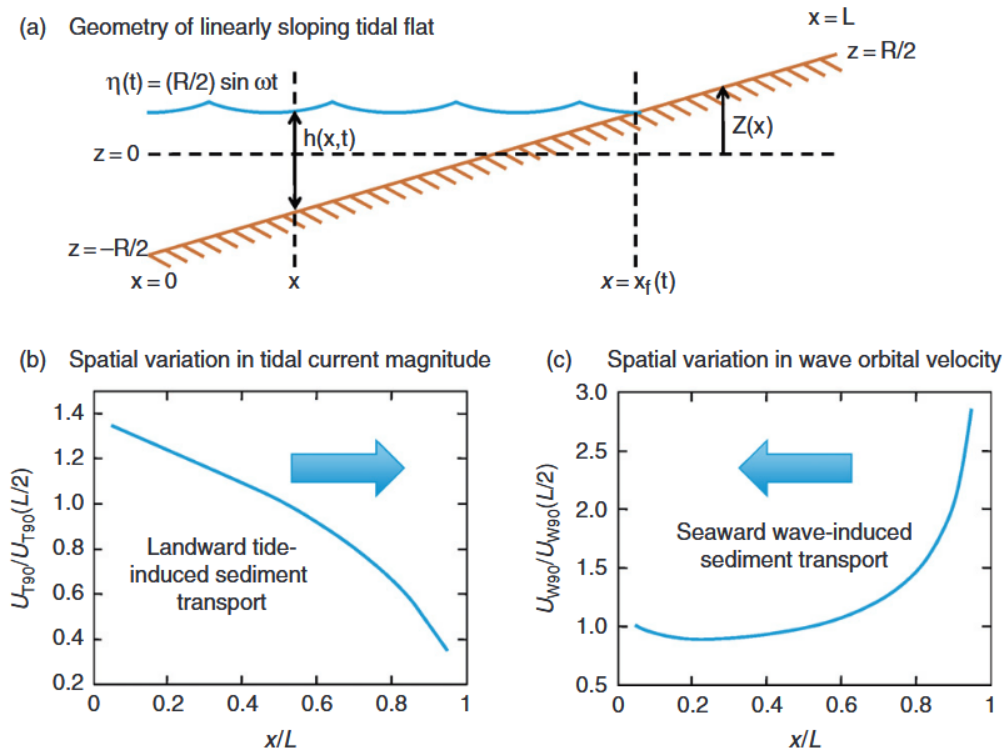 (a) Geometry of linearly sloping tidal flat
x = L
z = R/2
η(t) = (R/2) sin ωt
h(x,t)
Z(x)
z = 0
z = −R/2
x = 0
x
x = x_f(t)
(b) Spatial variation in tidal current magnitude
U_T90/U_T90(L/2)
1.4
1.2
1.0
0.8
0.6
0.4
0.2
Landward tide-
induced sediment
transport
0 0.2 0.4 0.6 0.8 1
x/L
(c) Spatial variation in wave orbital velocity
U_W90/U_W90(L/2)
3.0
2.5
2.0
1.5
1.0
0.5
Seaward wave-induced
sediment transport
0 0.2 0.4 0.6 0.8 1
x/L